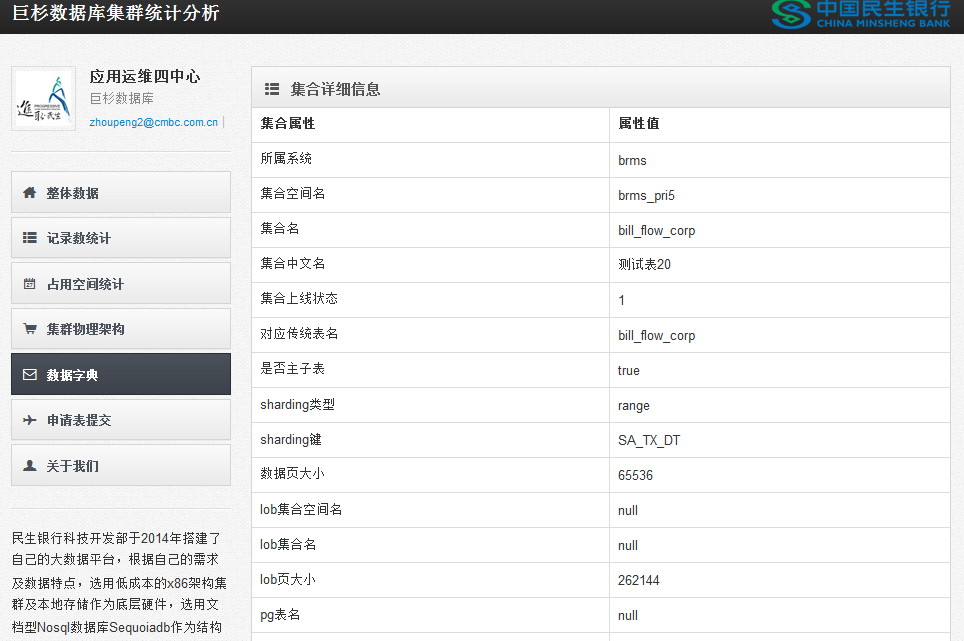 巨杉数据库集群统计分析
中国民生银行
CHINA MINSHENG BANK
应用运维四中心
巨杉数据库
zhoupeng2@cmbc.com.cn |
整体数据
记录数统计
占用空间统计
集群物理架构
数据字典
申请表提交
关于我们
民生银行科技开发部于2014年搭建了
自己的大数据平台，根据自己的需求
及数据特点，选用低成本的x86架构集
群及本地存储作为底层硬件，选用文
档型Nosql数据库Sequoiadb作为结构
集合详细信息
集合属性 属性值
所属系统 brms
集合空间名 brms_pri5
集合名 bill_flow_corp
集合中文名 测试表20
集合上线状态 1
对应传统表名 bill_flow_corp
是否主子表 true
sharding类型 range
sharding键 SA_TX_DT
数据页大小 65536
lob集合空间名 null
lob集合名 null
lob页大小 262144
pg表名 null